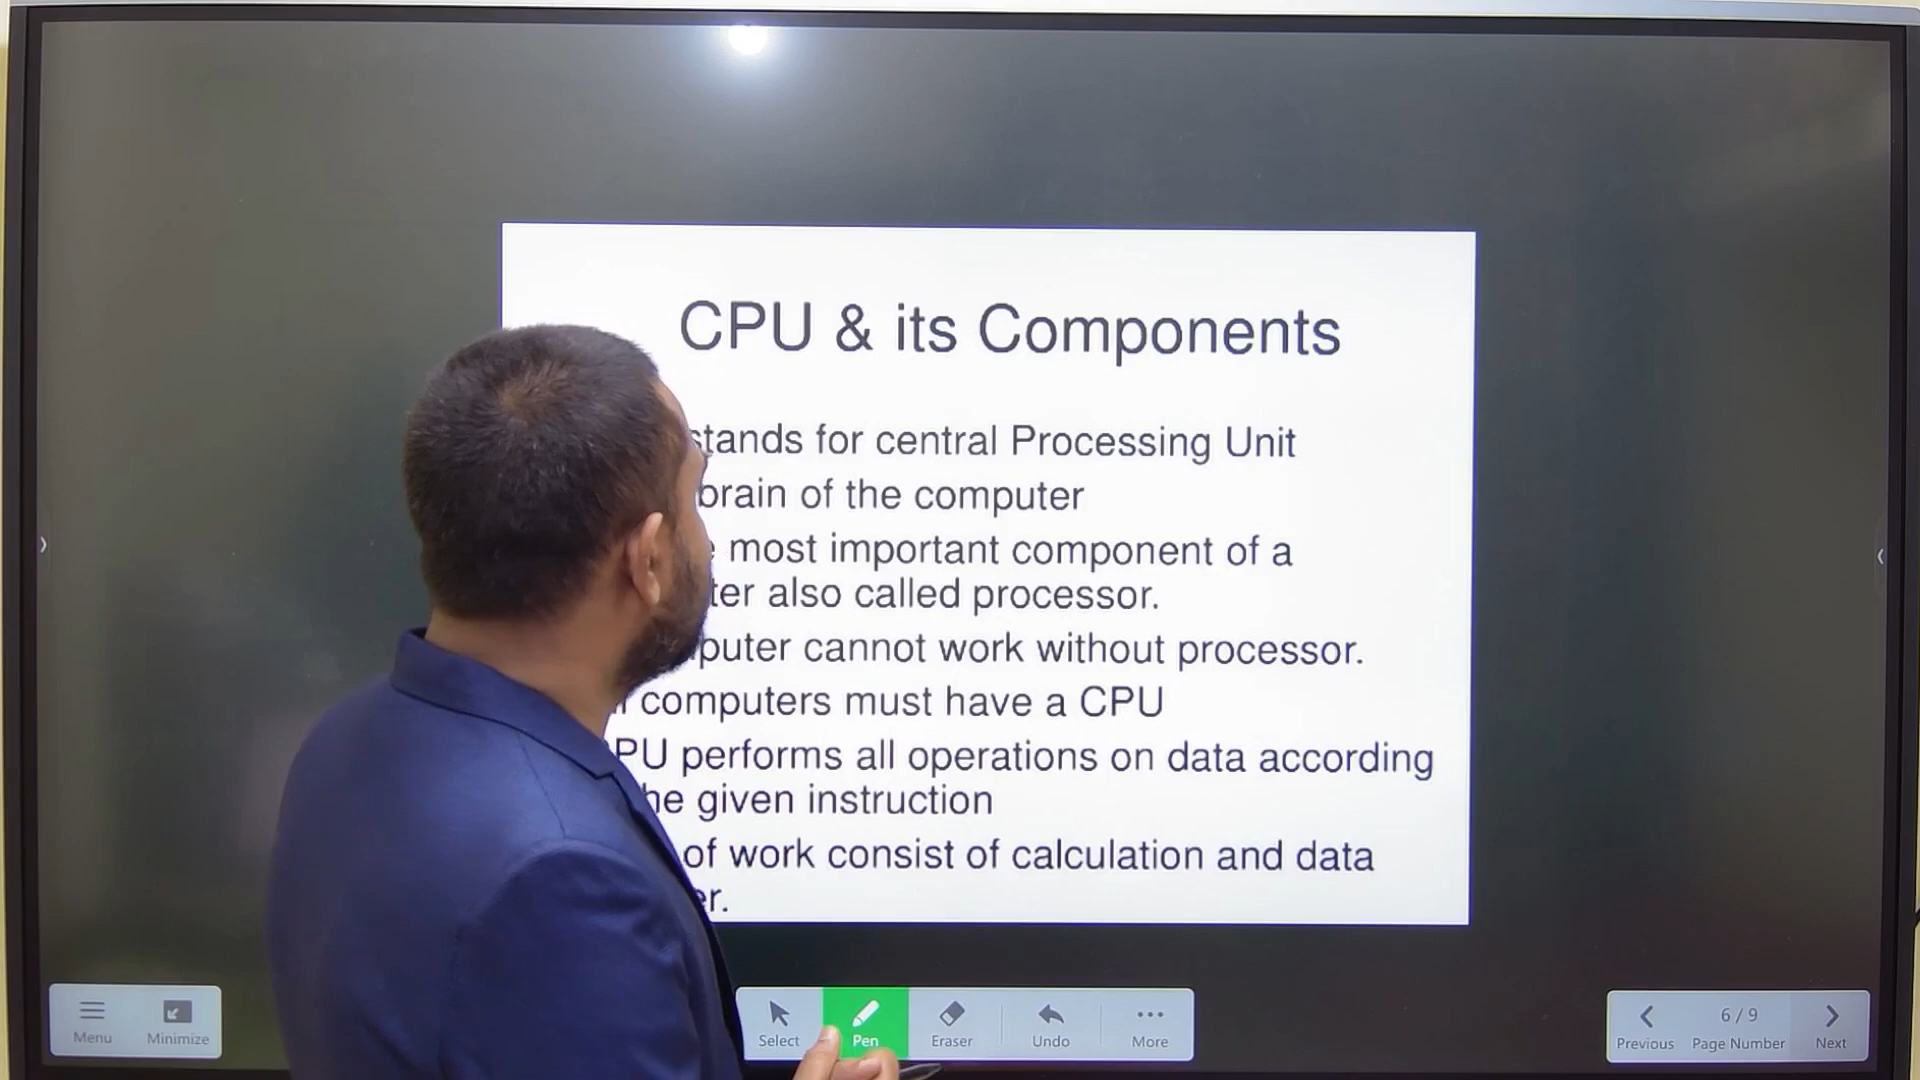 CPU & its Components
stands for central Processing Unit
brain of the computer
most important component of a
ter also called processor.
puter cannot work without processor.
computers must have a CPU
PU performs all operations on data according
he given instruction
of work consist of calculation and data
er.
Menu
Minimize
Select
Pen
Eraser
Undo
More
Previous
6 / 9
Page Number
Next